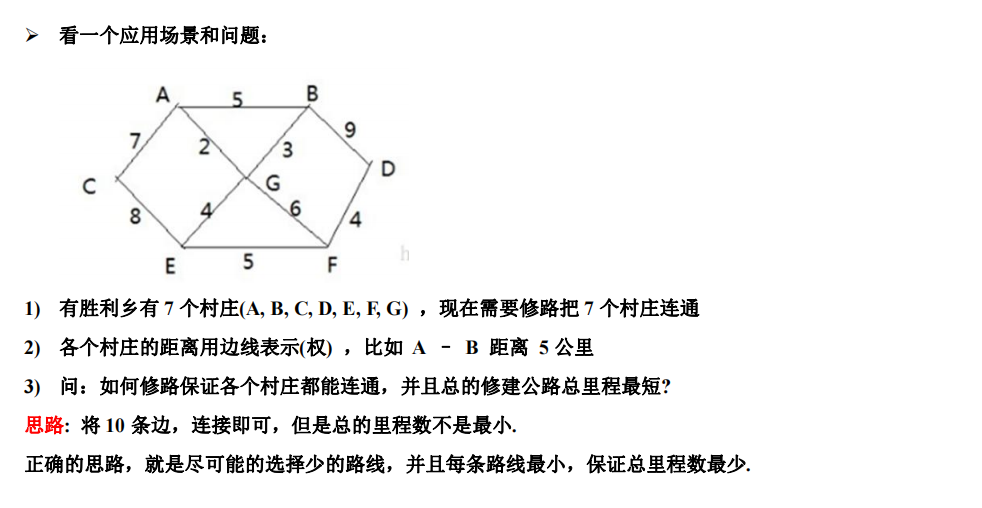 ➢ 看一个应用场景和问题:
A 5 B
7 2 3 9
C G D
8 4 6 4
E 5 F
h
1) 有胜利乡有 7 个村庄(A, B, C, D, E, F, G) ，现在需要修路把 7 个村庄连通
2) 各个村庄的距离用边线表示(权) ，比如 A – B 距离 5 公里
3) 问：如何修路保证各个村庄都能连通，并且总的修建公路总里程最短?
思路: 将 10 条边，连接即可，但是总的里程数不是最小.
正确的思路，就是尽可能的选择少的路线，并且每条路线最小，保证总里程数最少.